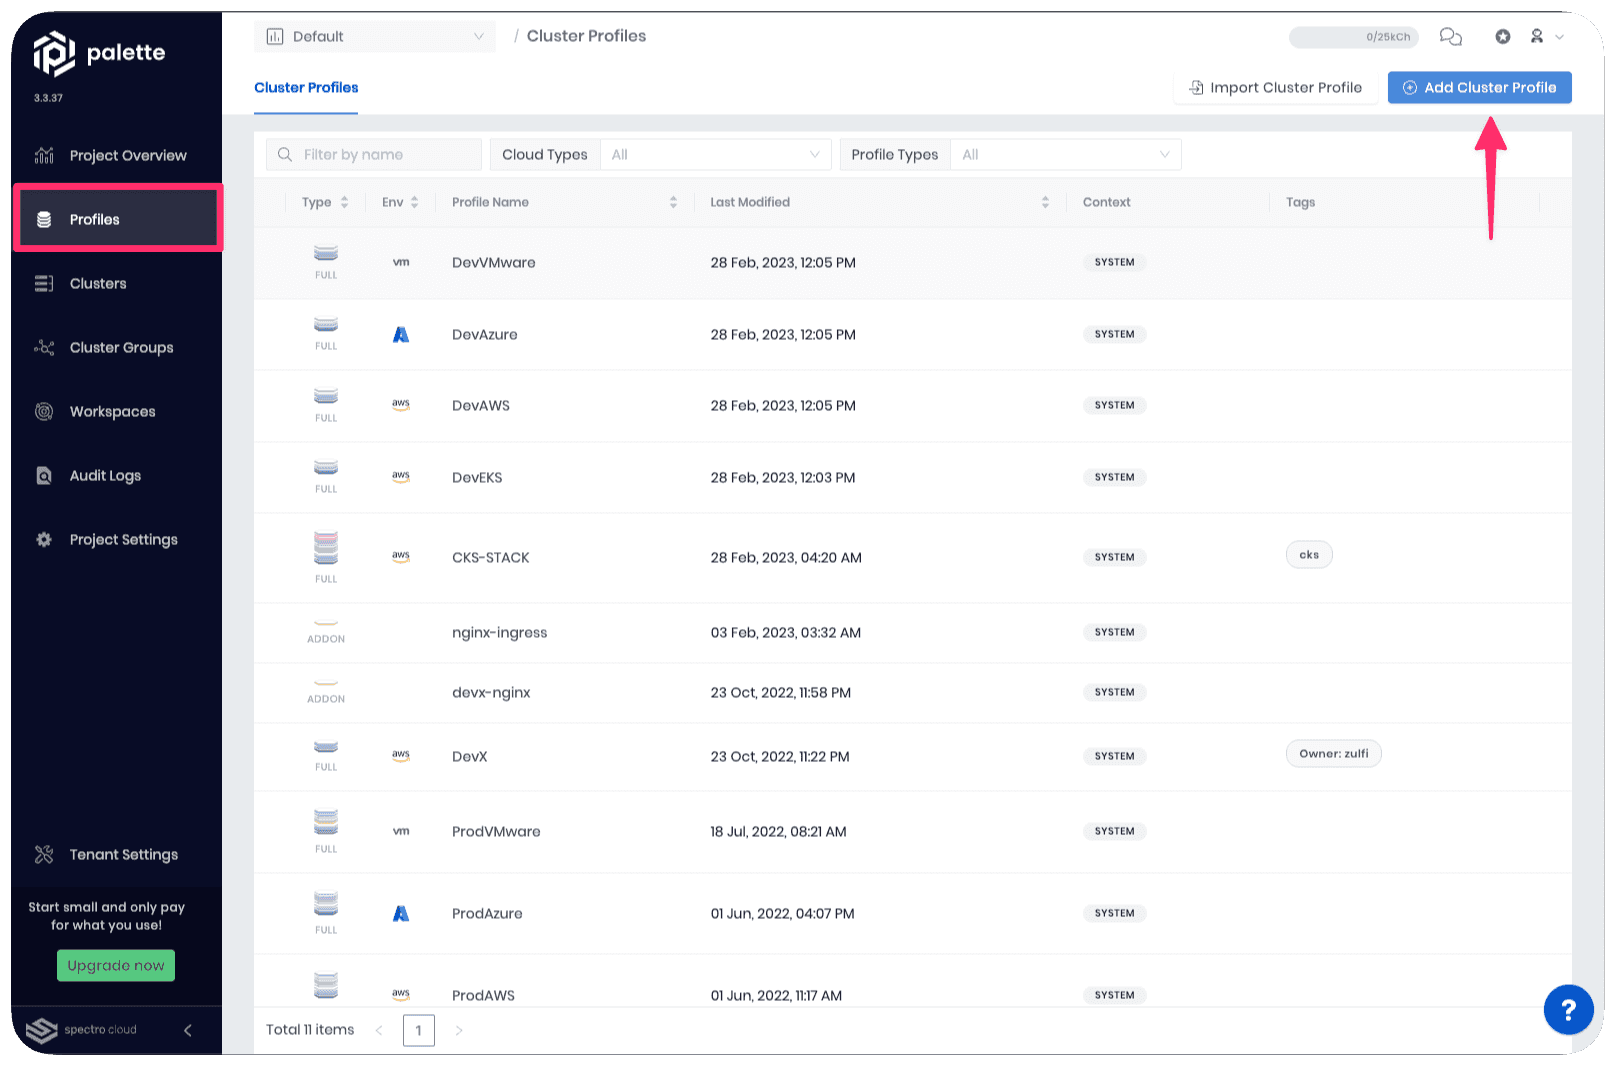 palette
3.3.37
Project Overview
Profiles
Clusters
Cluster Groups
Workspaces
Audit Logs
Project Settings
Tenant Settings
Start small and only pay
for what you use!
Upgrade now
spectro cloud
Default
/ Cluster Profiles
0/25kCh
Cluster Profiles
Import Cluster Profile
Add Cluster Profile
Filter by name
Cloud Types All
Profile Types All
Type Env Profile Name Last Modified Context Tags
FULL vm DevVMware 28 Feb, 2023, 12:05 PM SYSTEM
FULL DevAzure 28 Feb, 2023, 12:05 PM SYSTEM
FULL aws DevAWS 28 Feb, 2023, 12:05 PM SYSTEM
FULL aws DevEKS 28 Feb, 2023, 12:03 PM SYSTEM
FULL aws CKS-STACK 28 Feb, 2023, 04:20 AM SYSTEM cks
ADDON nginx-ingress 03 Feb, 2023, 03:32 AM SYSTEM
ADDON devx-nginx 23 Oct, 2022, 11:58 PM SYSTEM
FULL aws DevX 23 Oct, 2022, 11:22 PM SYSTEM Owner: zulfi
FULL vm ProdVMware 18 Jul, 2022, 08:21 AM SYSTEM
FULL ProdAzure 01 Jun, 2022, 04:07 PM SYSTEM
aws ProdAWS 01 Jun, 2022, 11:17 AM SYSTEM
Total 11 items < 1 >
?